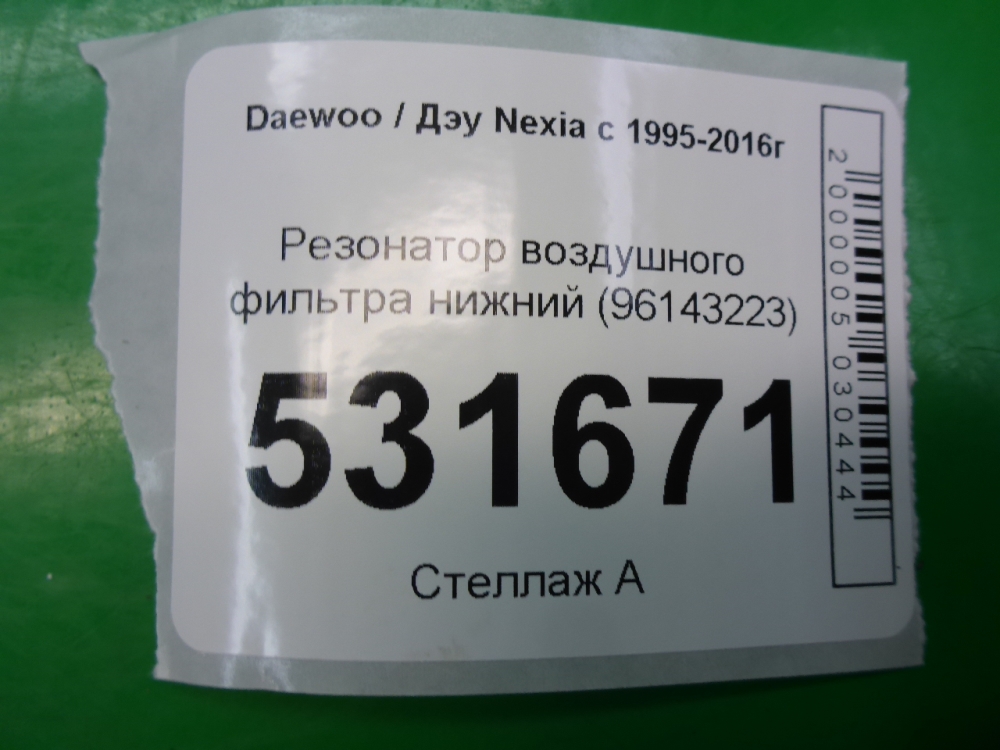 Daewoo / Дэу Nexia с 1995-2016г
Резонатор воздушного
фильтра нижний (96143223)
531671
Стеллаж А
2000005030444